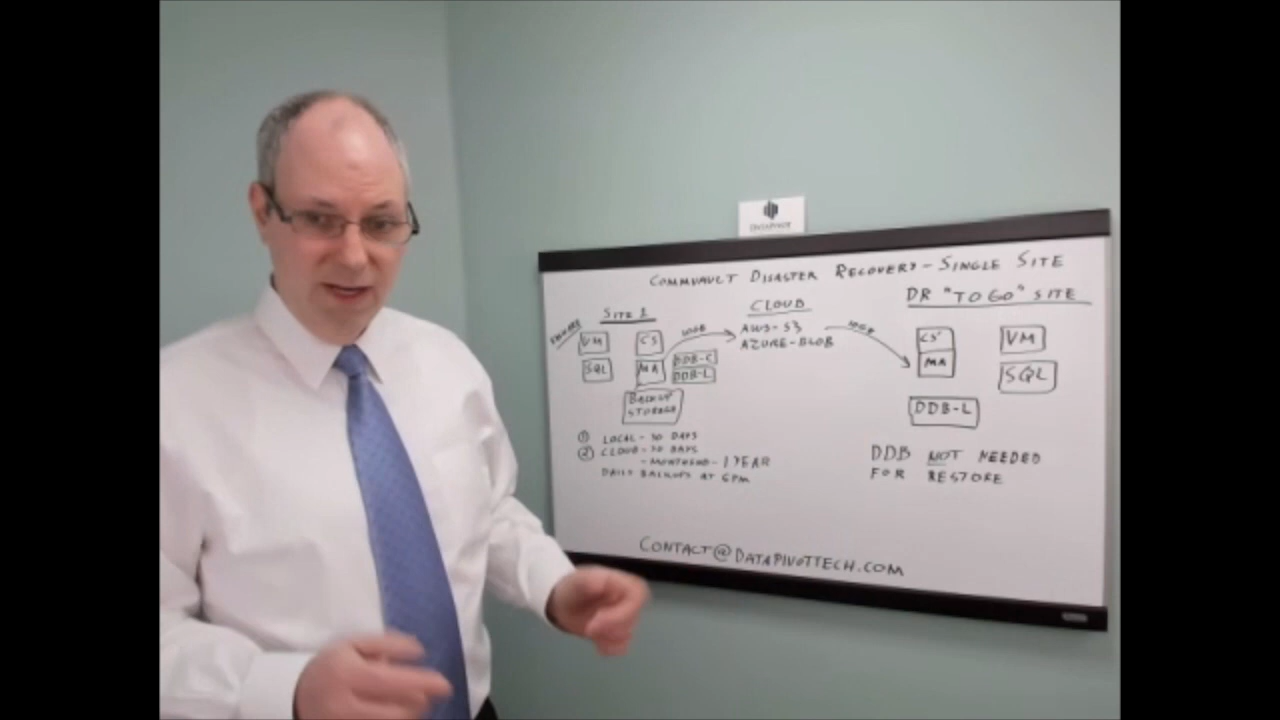 DATAPIVOT
COMMVAULT DISASTER RECOVERY - SINGLE SITE
SITE 1
CLOUD
DR "TO GO" SITE
VM
CS
SQL
MA
DDB-C
DDB-L
BACKUP
STORAGE
AWS-S3
AZURE-BLOB
CS
MA
VM
SQL
DDB-L
① LOCAL - 30 DAYS
② CLOUD - 30 DAYS
- MONTHEND - 1 YEAR
DAILY BACKUPS AT 6PM
DDB NOT NEEDED
FOR RESTORE
CONTACT@DATAPIVOTTECH.COM